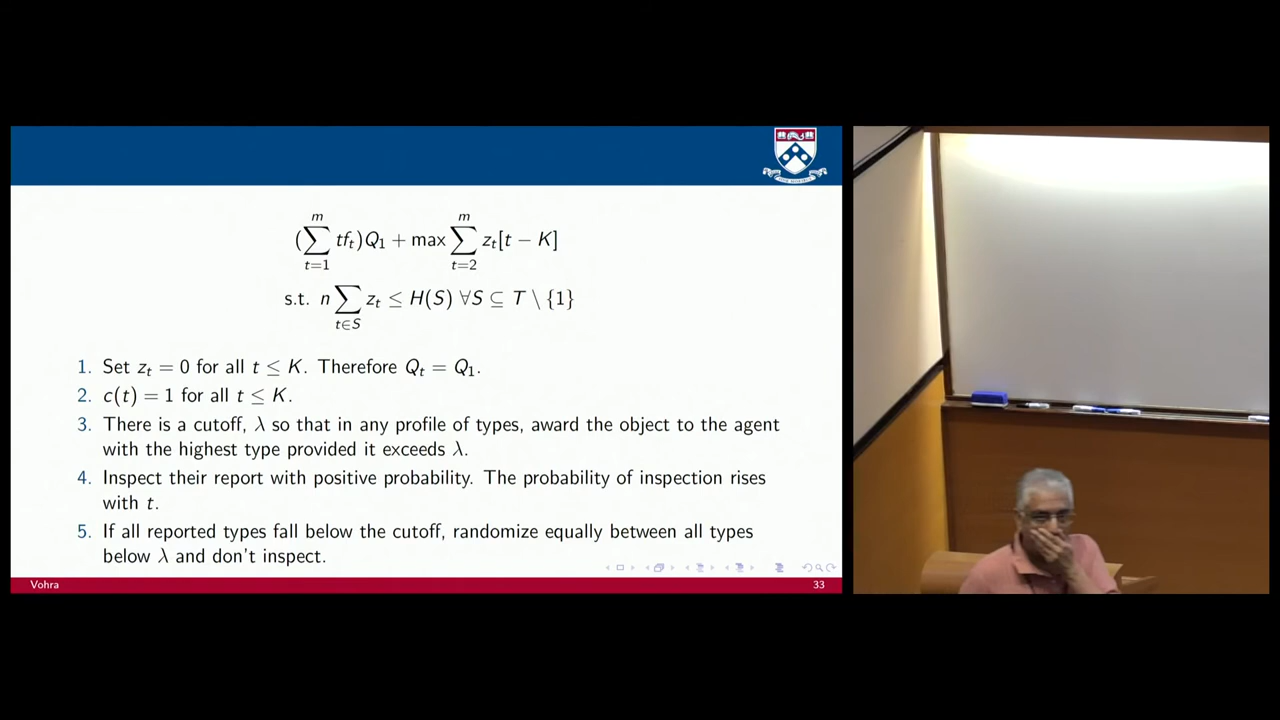 (∑_{t=1}^{m} tf_t)Q_1 + max ∑_{t=2}^{m} z_t[t − K]
s.t. n ∑_{t∈S} z_t ≤ H(S) ∀S ⊆ T \ {1}
1. Set z_t = 0 for all t ≤ K. Therefore Q_t = Q_1.
2. c(t) = 1 for all t ≤ K.
3. There is a cutoff, λ so that in any profile of types, award the object to the agent
with the highest type provided it exceeds λ.
4. Inspect their report with positive probability. The probability of inspection rises
with t.
5. If all reported types fall below the cutoff, randomize equally between all types
below λ and don't inspect.
Vohra 33